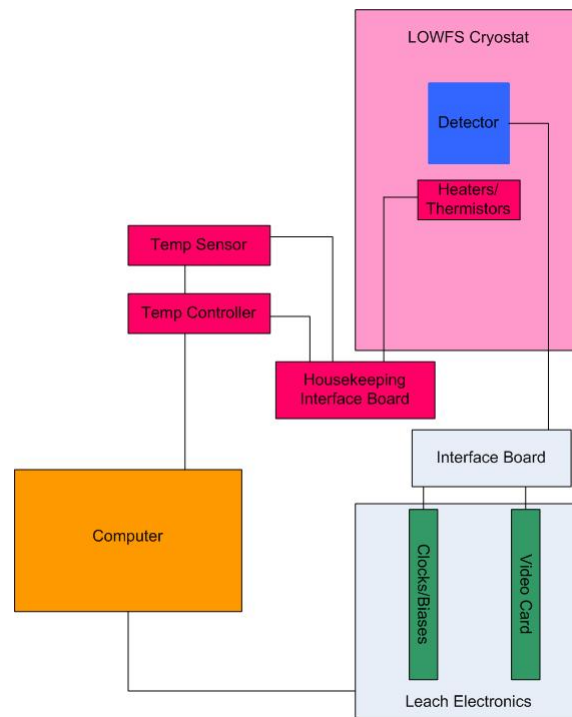 LOWFS Cryostat
Detector
Heaters/
Thermistors
Temp Sensor
Temp Controller
Housekeeping
Interface Board
Interface Board
Computer
Clocks/Biases
Video Card
Leach Electronics